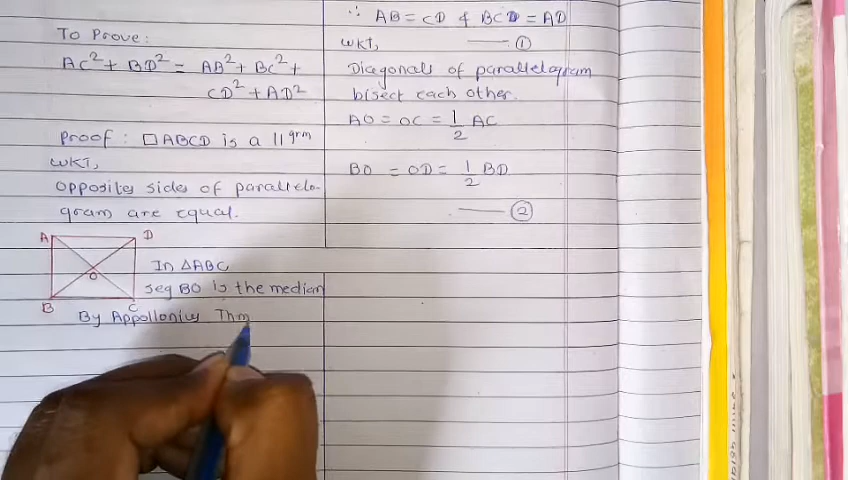 To Prove:
AC² + BD² = AB² + BC² +
CD² + AD²
Proof: □ABCD is a 11grm
WKT,
opposites sides of parallelo-
gram are equal.
A D
O
B C
In △ABC
seg BO is the median
By Appollonius Thm
∴ AB = CD & BC = AD
WKT, —— ①
Diagonals of parallelogram
bisect each other.
AO = OC = 1/2 AC
BO = OD = 1/2 BD
—— ②